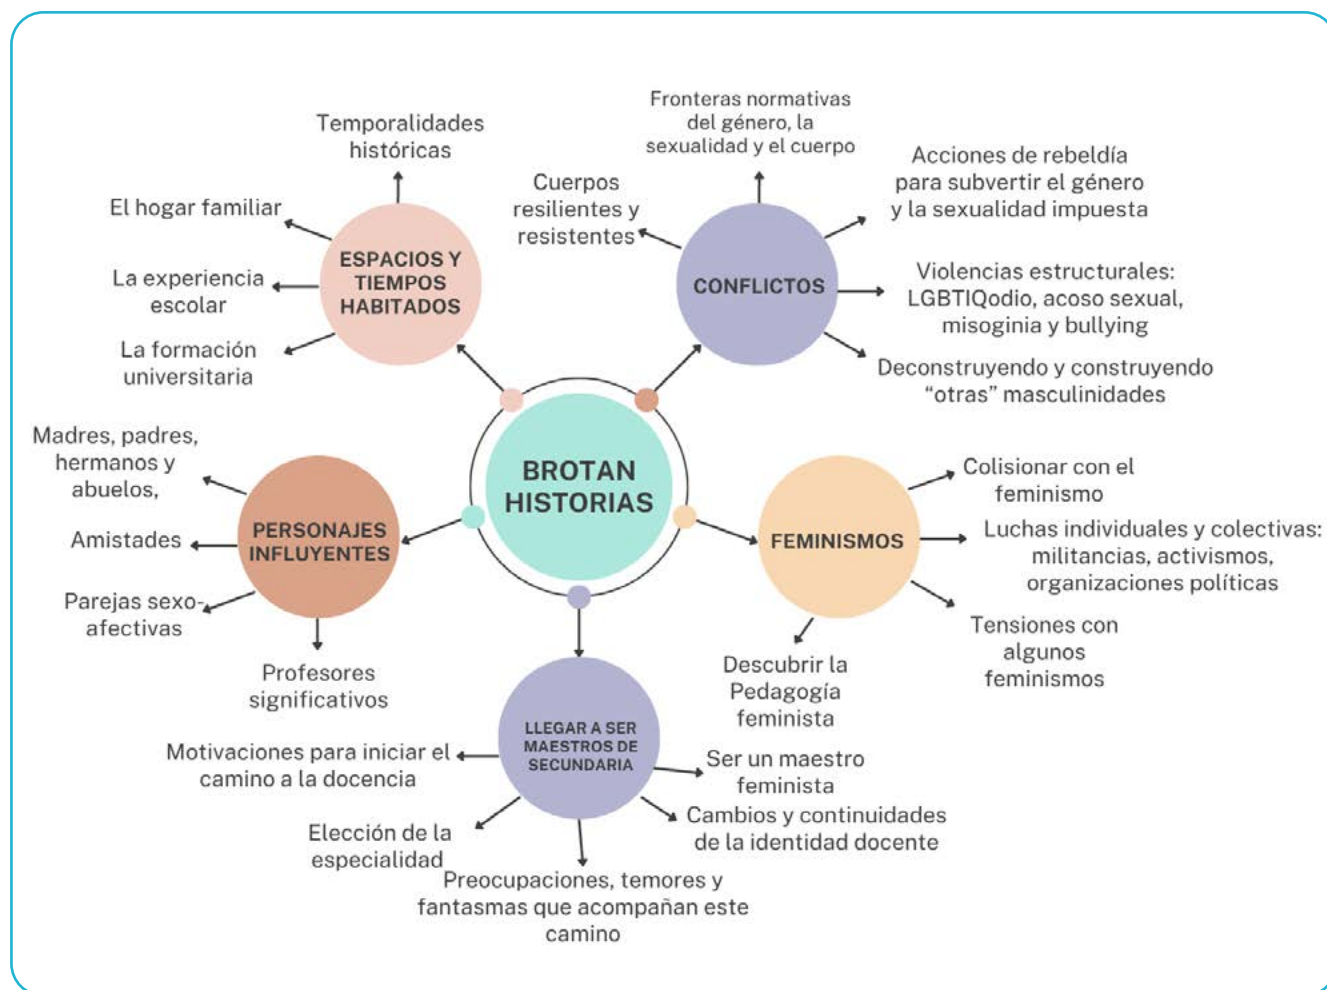 BROTAN
HISTORIAS
ESPACIOS Y
TIEMPOS
HABITADOS
Temporalidades
históricas
El hogar familiar
La experiencia
escolar
La formación
universitaria
CONFLICTOS
Cuerpos
resilientes y
resistentes
Fronteras normativas
del género, la
sexualidad y el cuerpo
Acciones de rebeldía
para subvertir el género
y la sexualidad impuesta
Violencias estructurales:
LGBTIQodio, acoso sexual,
misoginia y bullying
Deconstruyendo y construyendo
“otras” masculinidades
PERSONAJES
INFLUYENTES
Madres, padres,
hermanos y
abuelos,
Amistades
Parejas sexo-
afectivas
Profesores
significativos
FEMINISMOS
Colisionar con el
feminismo
Luchas individuales y colectivas:
militancias, activismos,
organizaciones políticas
Tensiones con
algunos
feminismos
Descubrir la
Pedagogía
feminista
LLEGAR A SER
MAESTROS DE
SECUNDARIA
Motivaciones para iniciar el
camino a la docencia
Elección de la
especialidad
Preocupaciones, temores y
fantasmas que acompañan este
camino
Cambios y continuidades
de la identidad docente
Ser un maestro
feminista